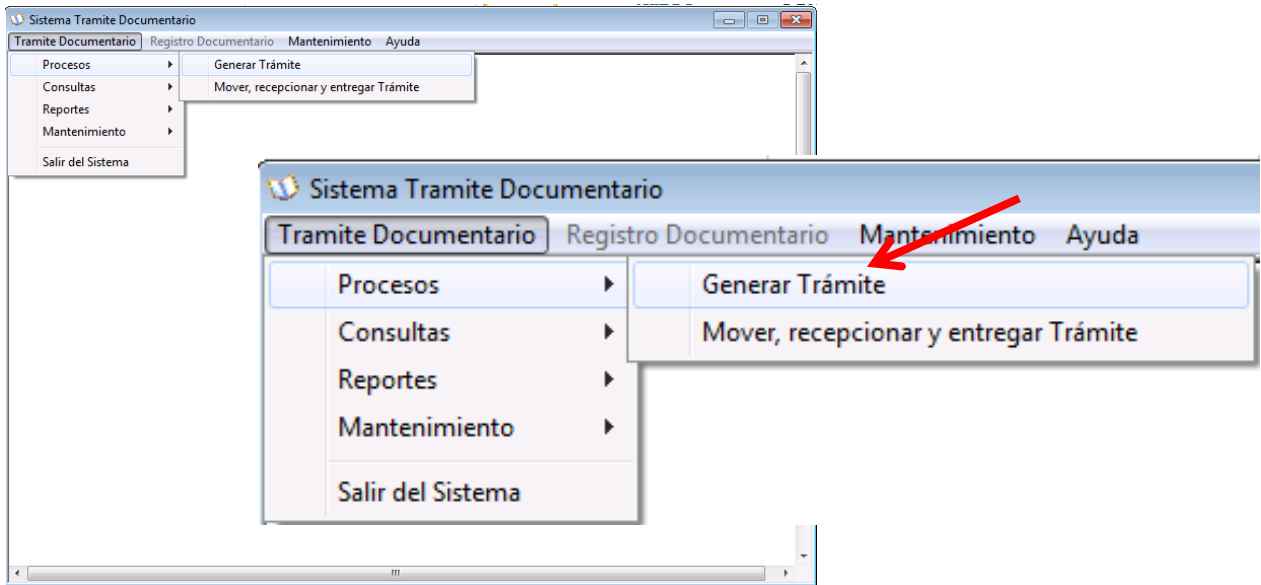 Sistema Tramite Documentario
Tramite Documentario Registro Documentario Mantenimiento Ayuda
Procesos Generar Trámite
Consultas Mover, recepcionar y entregar Trámite
Reportes
Mantenimiento
Salir del Sistema
Sistema Tramite Documentario
Tramite Documentario Registro Documentario Mantenimiento Ayuda
Procesos Generar Trámite
Consultas Mover, recepcionar y entregar Trámite
Reportes
Mantenimiento
Salir del Sistema